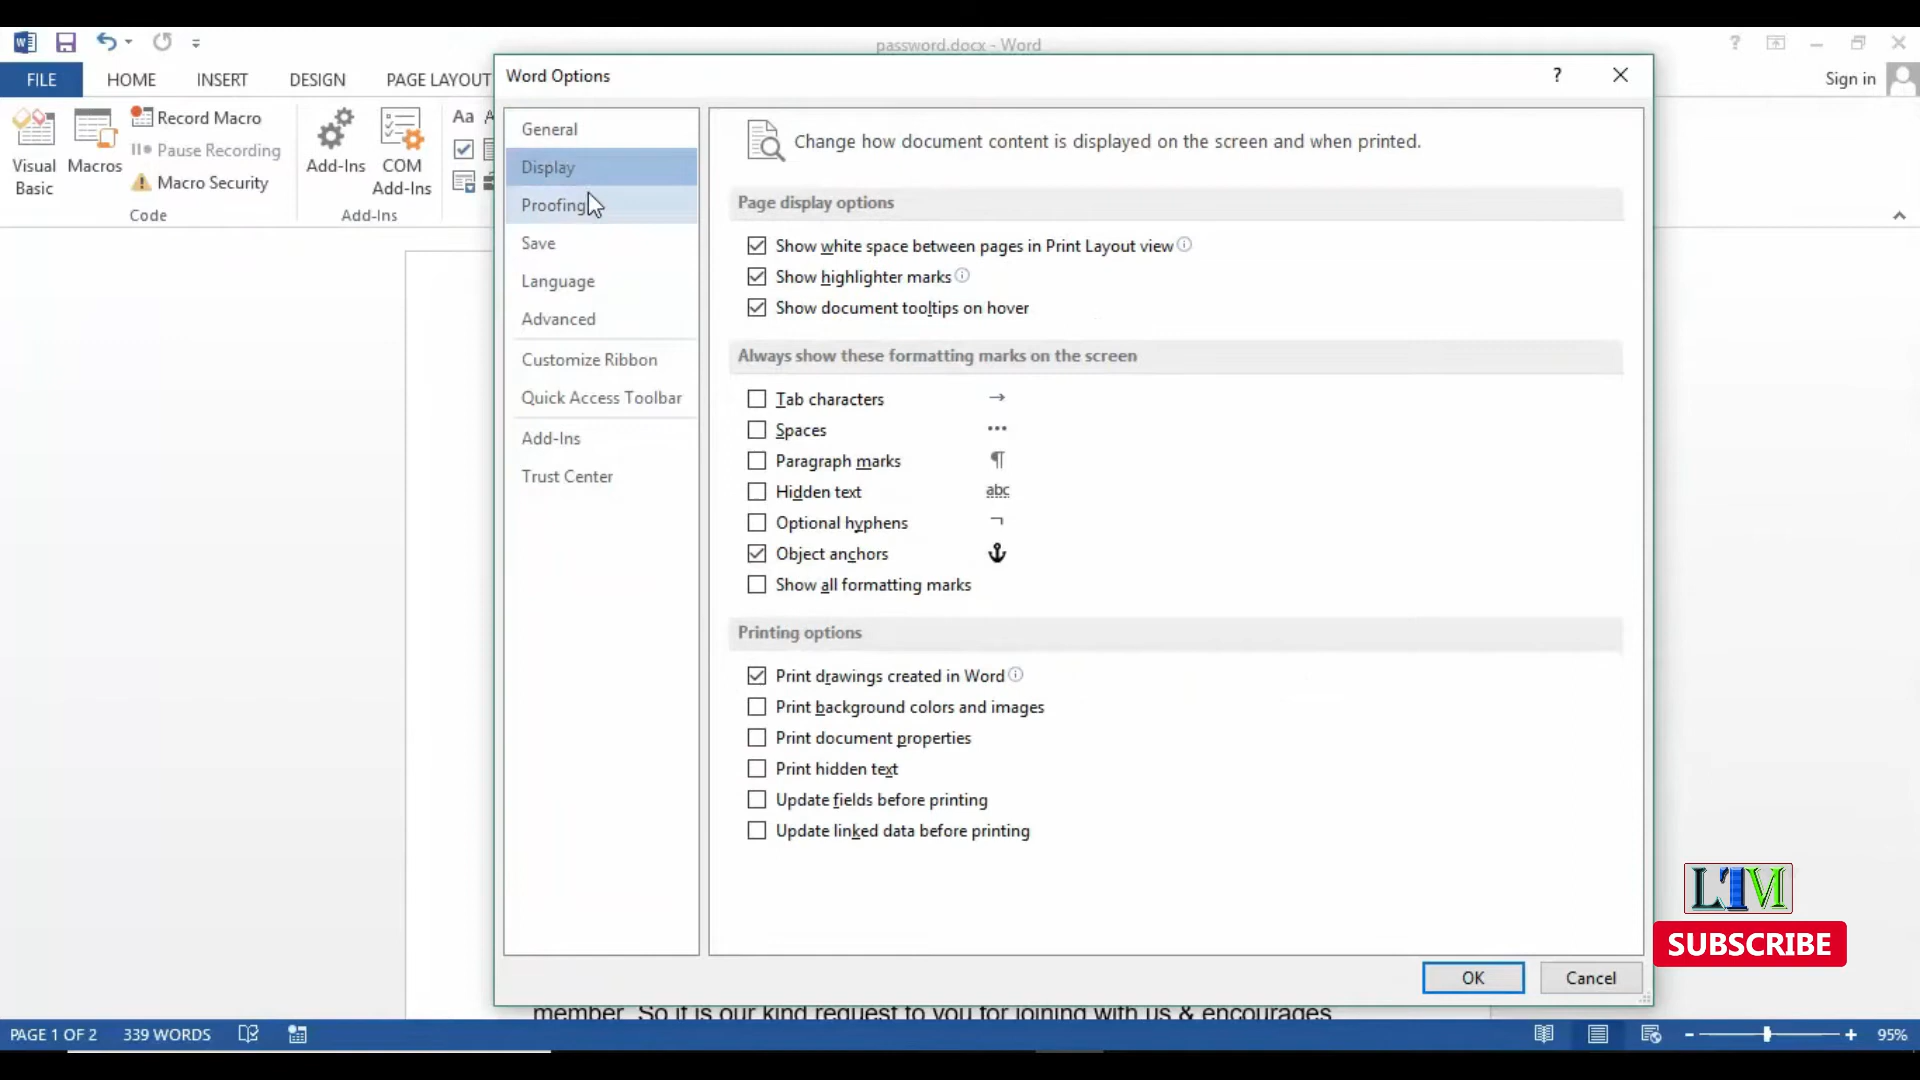 password.docx - Word
FILE
HOME
INSERT
DESIGN
PAGE LAYOUT
Sign in
Visual Basic
Macros
Record Macro
Pause Recording
Macro Security
Code
Add-Ins
COM Add-Ins
Add-Ins
Aa
Word Options
General
Display
Proofing
Save
Language
Advanced
Customize Ribbon
Quick Access Toolbar
Add-Ins
Trust Center
Change how document content is displayed on the screen and when printed.
Page display options
Show white space between pages in Print Layout view
Show highlighter marks
Show document tooltips on hover
Always show these formatting marks on the screen
Tab characters →
Spaces •••
Paragraph marks ¶
Hidden text abc
Optional hyphens ¬
Object anchors
Show all formatting marks
Printing options
Print drawings created in Word
Print background colors and images
Print document properties
Print hidden text
Update fields before printing
Update linked data before printing
OK
Cancel
LTM
SUBSCRIBE
member. So it is our kind request to you for joining with us & encourages
PAGE 1 OF 2
339 WORDS
95%